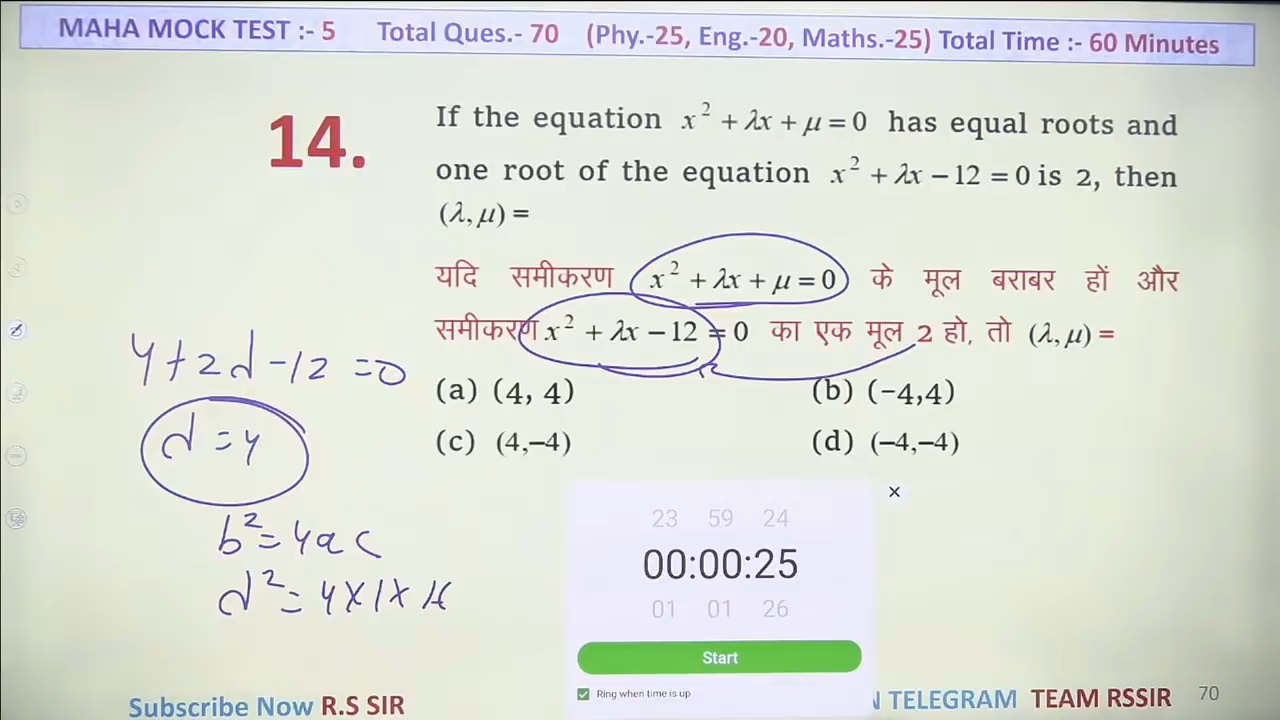 MAHA MOCK TEST :- 5 Total Ques.- 70 (Phy.-25, Eng.-20, Maths.-25) Total Time :- 60 Minutes
14.
If the equation x² + λx + μ = 0 has equal roots and
one root of the equation x² + λx − 12 = 0 is 2, then
(λ, μ) =
यदि समीकरण x² + λx + μ = 0 के मूल बराबर हों और
समीकरण x² + λx − 12 = 0 का एक मूल 2 हो, तो (λ, μ) =
(a) (4, 4) (b) (−4,4)
(c) (4,−4) (d) (−4,−4)
4+2λ-12=0
λ=4
b²=4ac
λ²=4×1×μ
×
23 59 24
00:00:25
01 01 26
Start
Ring when time is up
Subscribe Now R.S SIR
TELEGRAM TEAM RSSIR
70